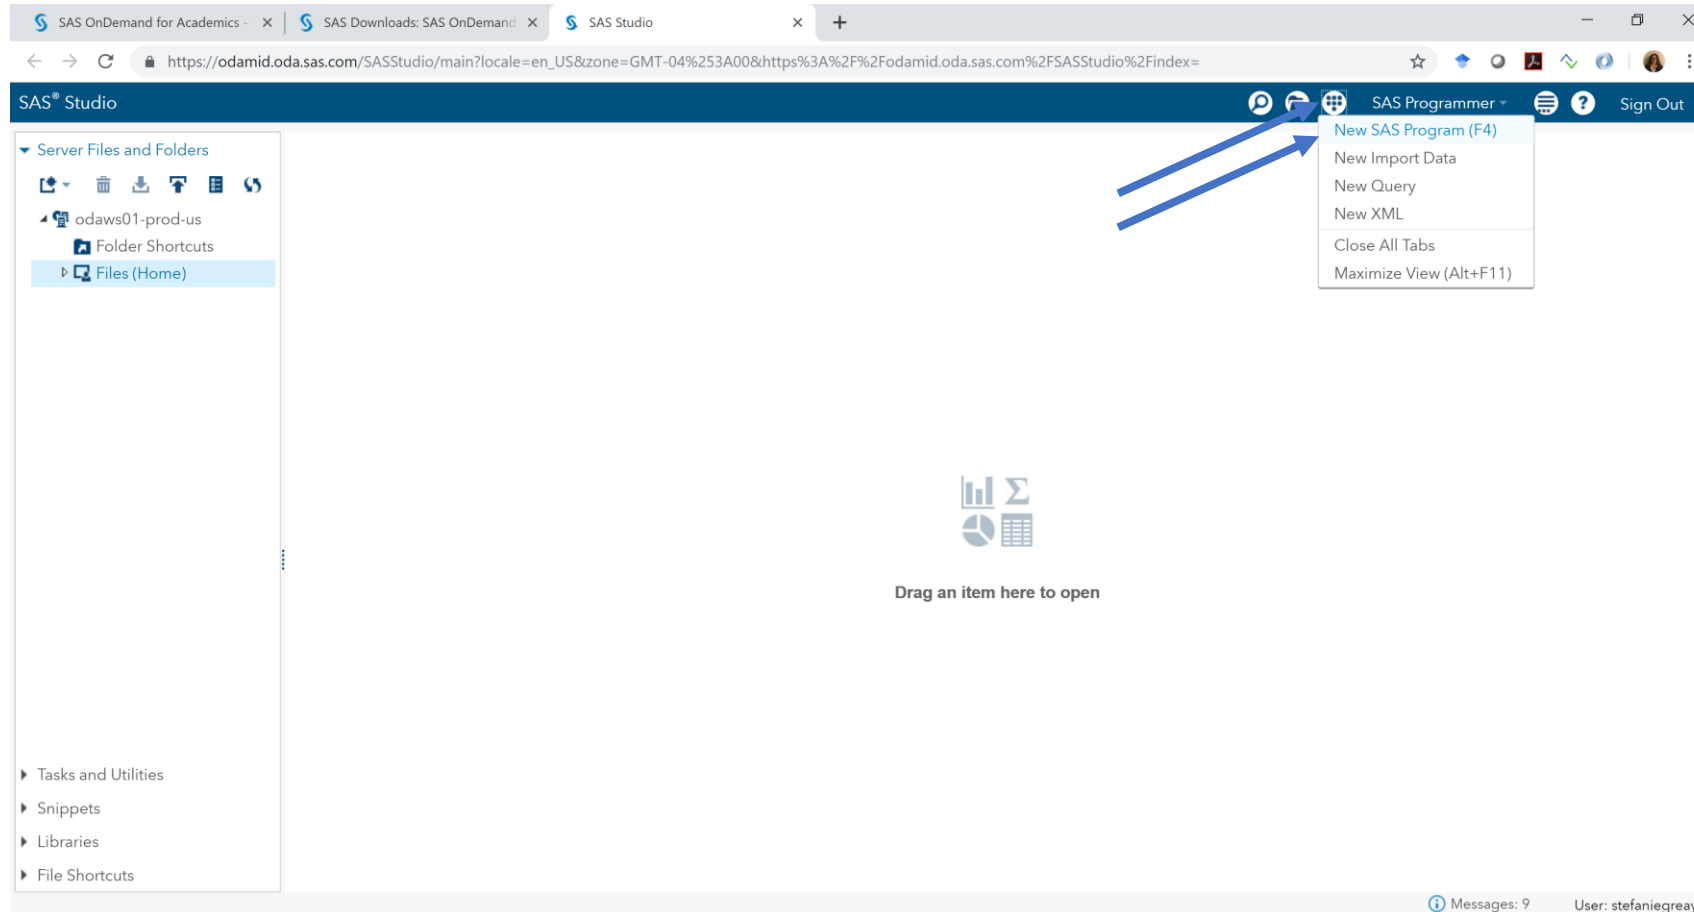 SAS OnDemand for Academics -
SAS Downloads: SAS OnDemand
SAS Studio
https://odamid.oda.sas.com/SASStudio/main?locale=en_US&zone=GMT-04%253A00&https%3A%2F%2Fodamid.oda.sas.com%2FSASStudio%2Findex=
SAS® Studio
SAS Programmer
Sign Out
New SAS Program (F4)
New Import Data
New Query
New XML
Close All Tabs
Maximize View (Alt+F11)
Server Files and Folders
odaws01-prod-us
Folder Shortcuts
Files (Home)
Drag an item here to open
Tasks and Utilities
Snippets
Libraries
File Shortcuts
Messages: 9
User: stefaniegreay